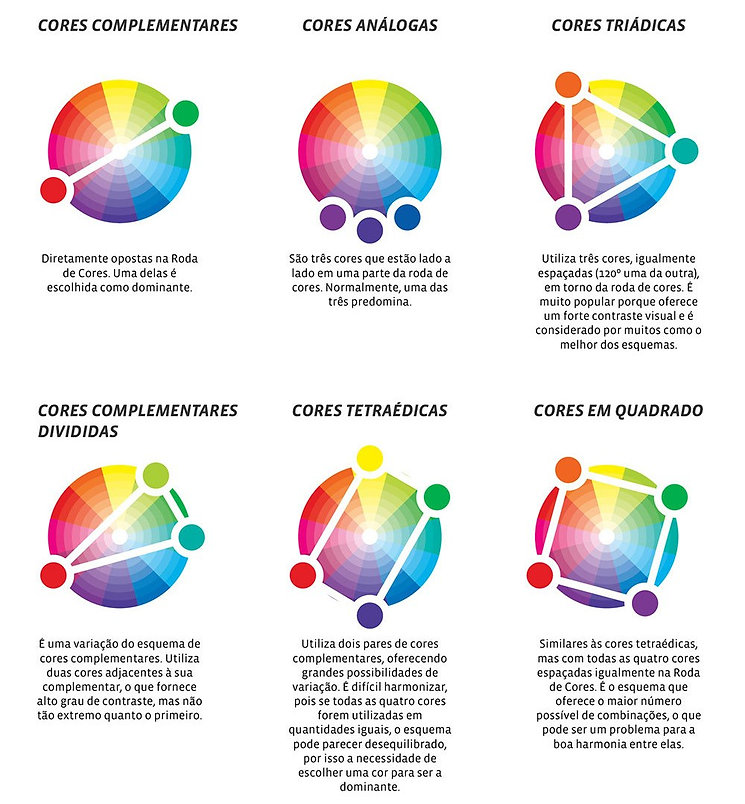 CORES COMPLEMENTARES
Diretamente opostas na Roda
de Cores. Uma delas é
escolhida como dominante.
CORES ANÁLOGAS
São três cores que estão lado a
lado em uma parte da roda de
cores. Normalmente, uma das
três predomina.
CORES TRIÁDICAS
Utiliza três cores, igualmente
espaçadas (120º uma da outra),
em torno da roda de cores. É
muito popular porque oferece
um forte contraste visual e é
considerado por muitos como o
melhor dos esquemas.
CORES COMPLEMENTARES
DIVIDIDAS
É uma variação do esquema de
cores complementares. Utiliza
duas cores adjacentes à sua
complementar, o que fornece
alto grau de contraste, mas não
tão extremo quanto o primeiro.
CORES TETRAÉDICAS
Utiliza dois pares de cores
complementares, oferecendo
grandes possibilidades de
variação. É difícil harmonizar,
pois se todas as quatro cores
forem utilizadas em
quantidades iguais, o esquema
pode parecer desequilibrado,
por isso a necessidade de
escolher uma cor para ser a
dominante.
CORES EM QUADRADO
Similares às cores tetraédicas,
mas com todas as quatro cores
espaçadas igualmente na Roda
de Cores. É o esquema que
oferece o maior número
possível de combinações, o que
pode ser um problema para a
boa harmonia entre elas.